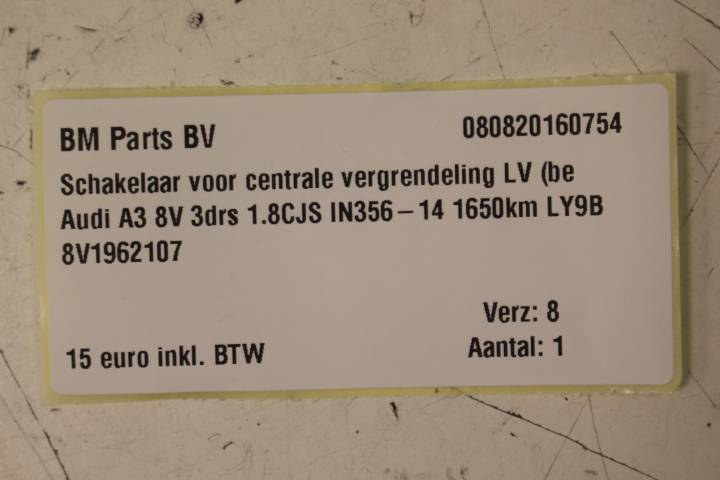 BM Parts BV 080820160754
Schakelaar voor centrale vergrendeling LV (be
Audi A3 8V 3drs 1.8CJS IN356–14 1650km LY9B
8V1962107
Verz: 8
15 euro inkl. BTW Aantal: 1